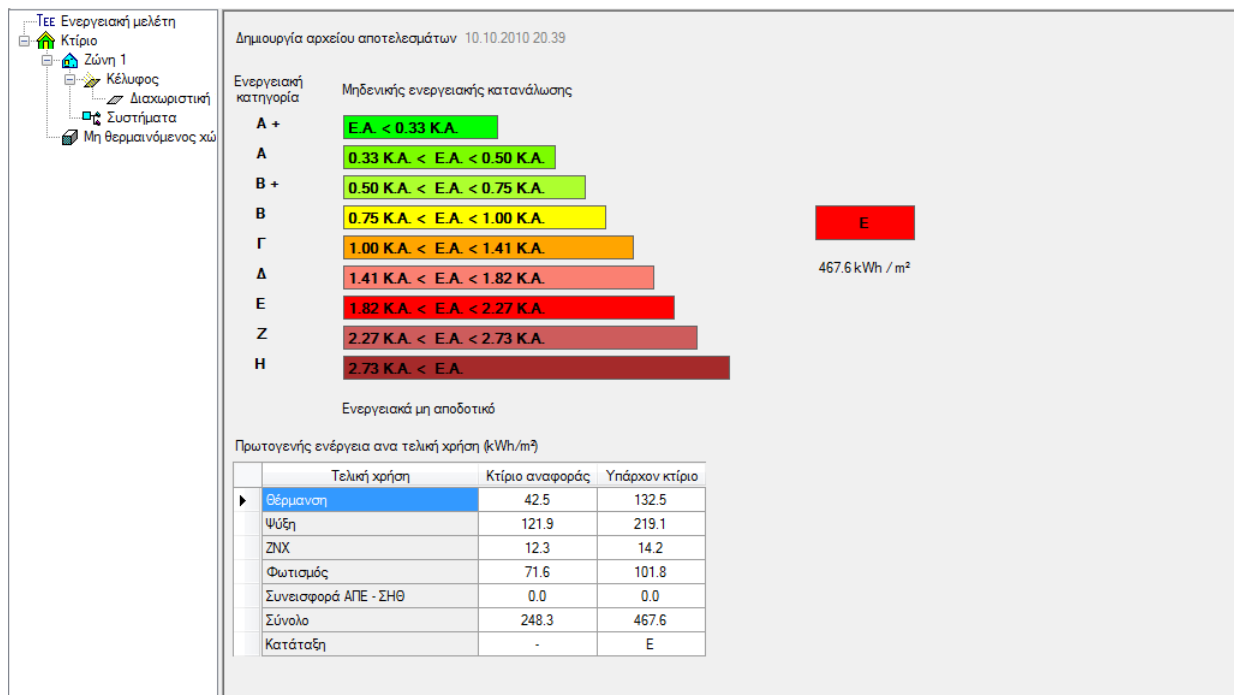 ΤΕΕ Ενεργειακή μελέτη
Κτίριο
Ζώνη 1
Κέλυφος
Διαχωριστική
Συστήματα
Μη θερμαινόμενος χώ
Δημιουργία αρχείου αποτελεσμάτων 10.10.2010 20.39
Ενεργειακή κατηγορία
Μηδενικής ενεργειακής κατανάλωσης
Α + Ε.Α. < 0.33 Κ.Α.
Α 0.33 Κ.Α. < Ε.Α. < 0.50 Κ.Α.
Β + 0.50 Κ.Α. < Ε.Α. < 0.75 Κ.Α.
Β 0.75 Κ.Α. < Ε.Α. < 1.00 Κ.Α.
Γ 1.00 Κ.Α. < Ε.Α. < 1.41 Κ.Α.
Δ 1.41 Κ.Α. < Ε.Α. < 1.82 Κ.Α.
Ε 1.82 Κ.Α. < Ε.Α. < 2.27 Κ.Α.
Ζ 2.27 Κ.Α. < Ε.Α. < 2.73 Κ.Α.
Η 2.73 Κ.Α. < Ε.Α.
Ενεργειακά μη αποδοτικό
Ε
467.6 kWh / m²
Πρωτογενής ενέργεια ανα τελική χρήση (kWh/m²)
Τελική χρήση Κτίριο αναφοράς Υπάρχον κτίριο
Θέρμανση 42.5 132.5
Ψύξη 121.9 219.1
ΖΝΧ 12.3 14.2
Φωτισμός 71.6 101.8
Συνεισφορά ΑΠΕ - ΣΗΘ 0.0 0.0
Σύνολο 248.3 467.6
Κατάταξη - Ε